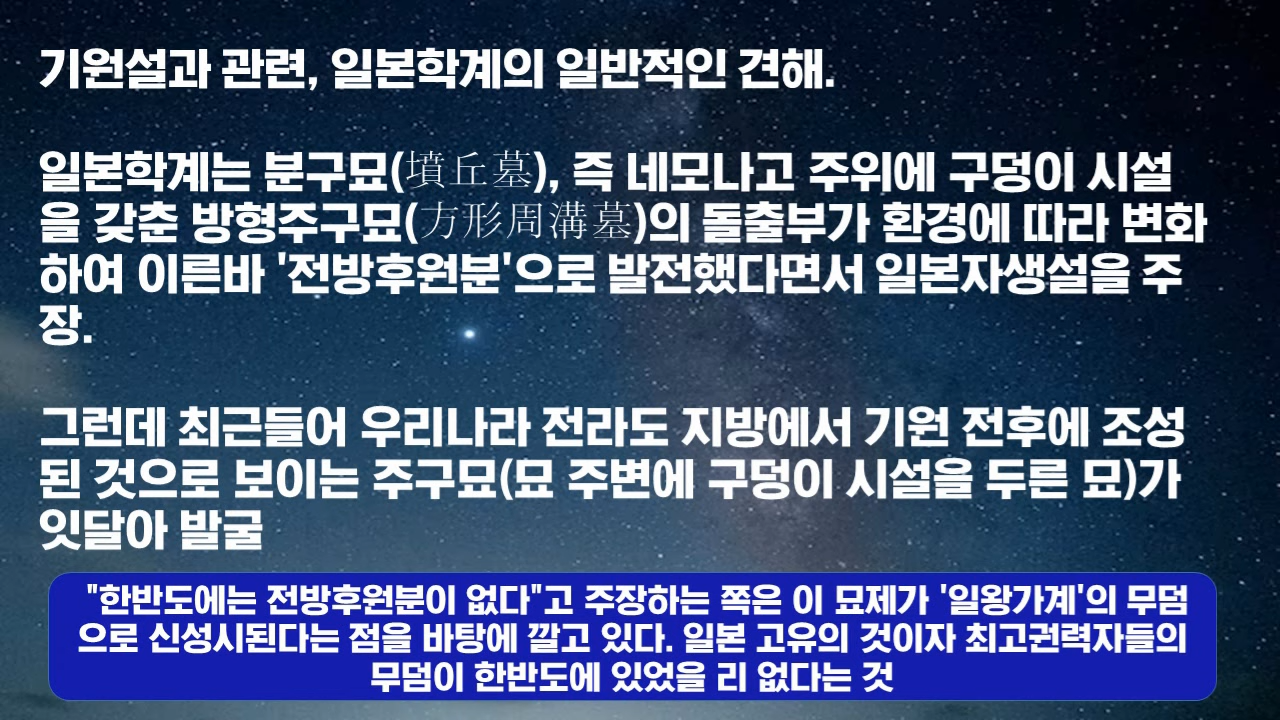 기원설과 관련, 일본학계의 일반적인 견해.
일본학계는 분구묘(墳丘墓), 즉 네모나고 주위에 구덩이 시설
을 갖춘 방형주구묘(方形周溝墓)의 돌출부가 환경에 따라 변화
하여 이른바 '전방후원분'으로 발전했다면서 일본자생설을 주
장.
그런데 최근들어 우리나라 전라도 지방에서 기원 전후에 조성
된 것으로 보이는 주구묘(묘 주변에 구덩이 시설을 두른 묘)가
잇달아 발굴
"한반도에는 전방후원분이 없다"고 주장하는 쪽은 이 묘제가 '일왕가계'의 무덤
으로 신성시된다는 점을 바탕에 깔고 있다. 일본 고유의 것이자 최고권력자들의
무덤이 한반도에 있었을 리 없다는 것